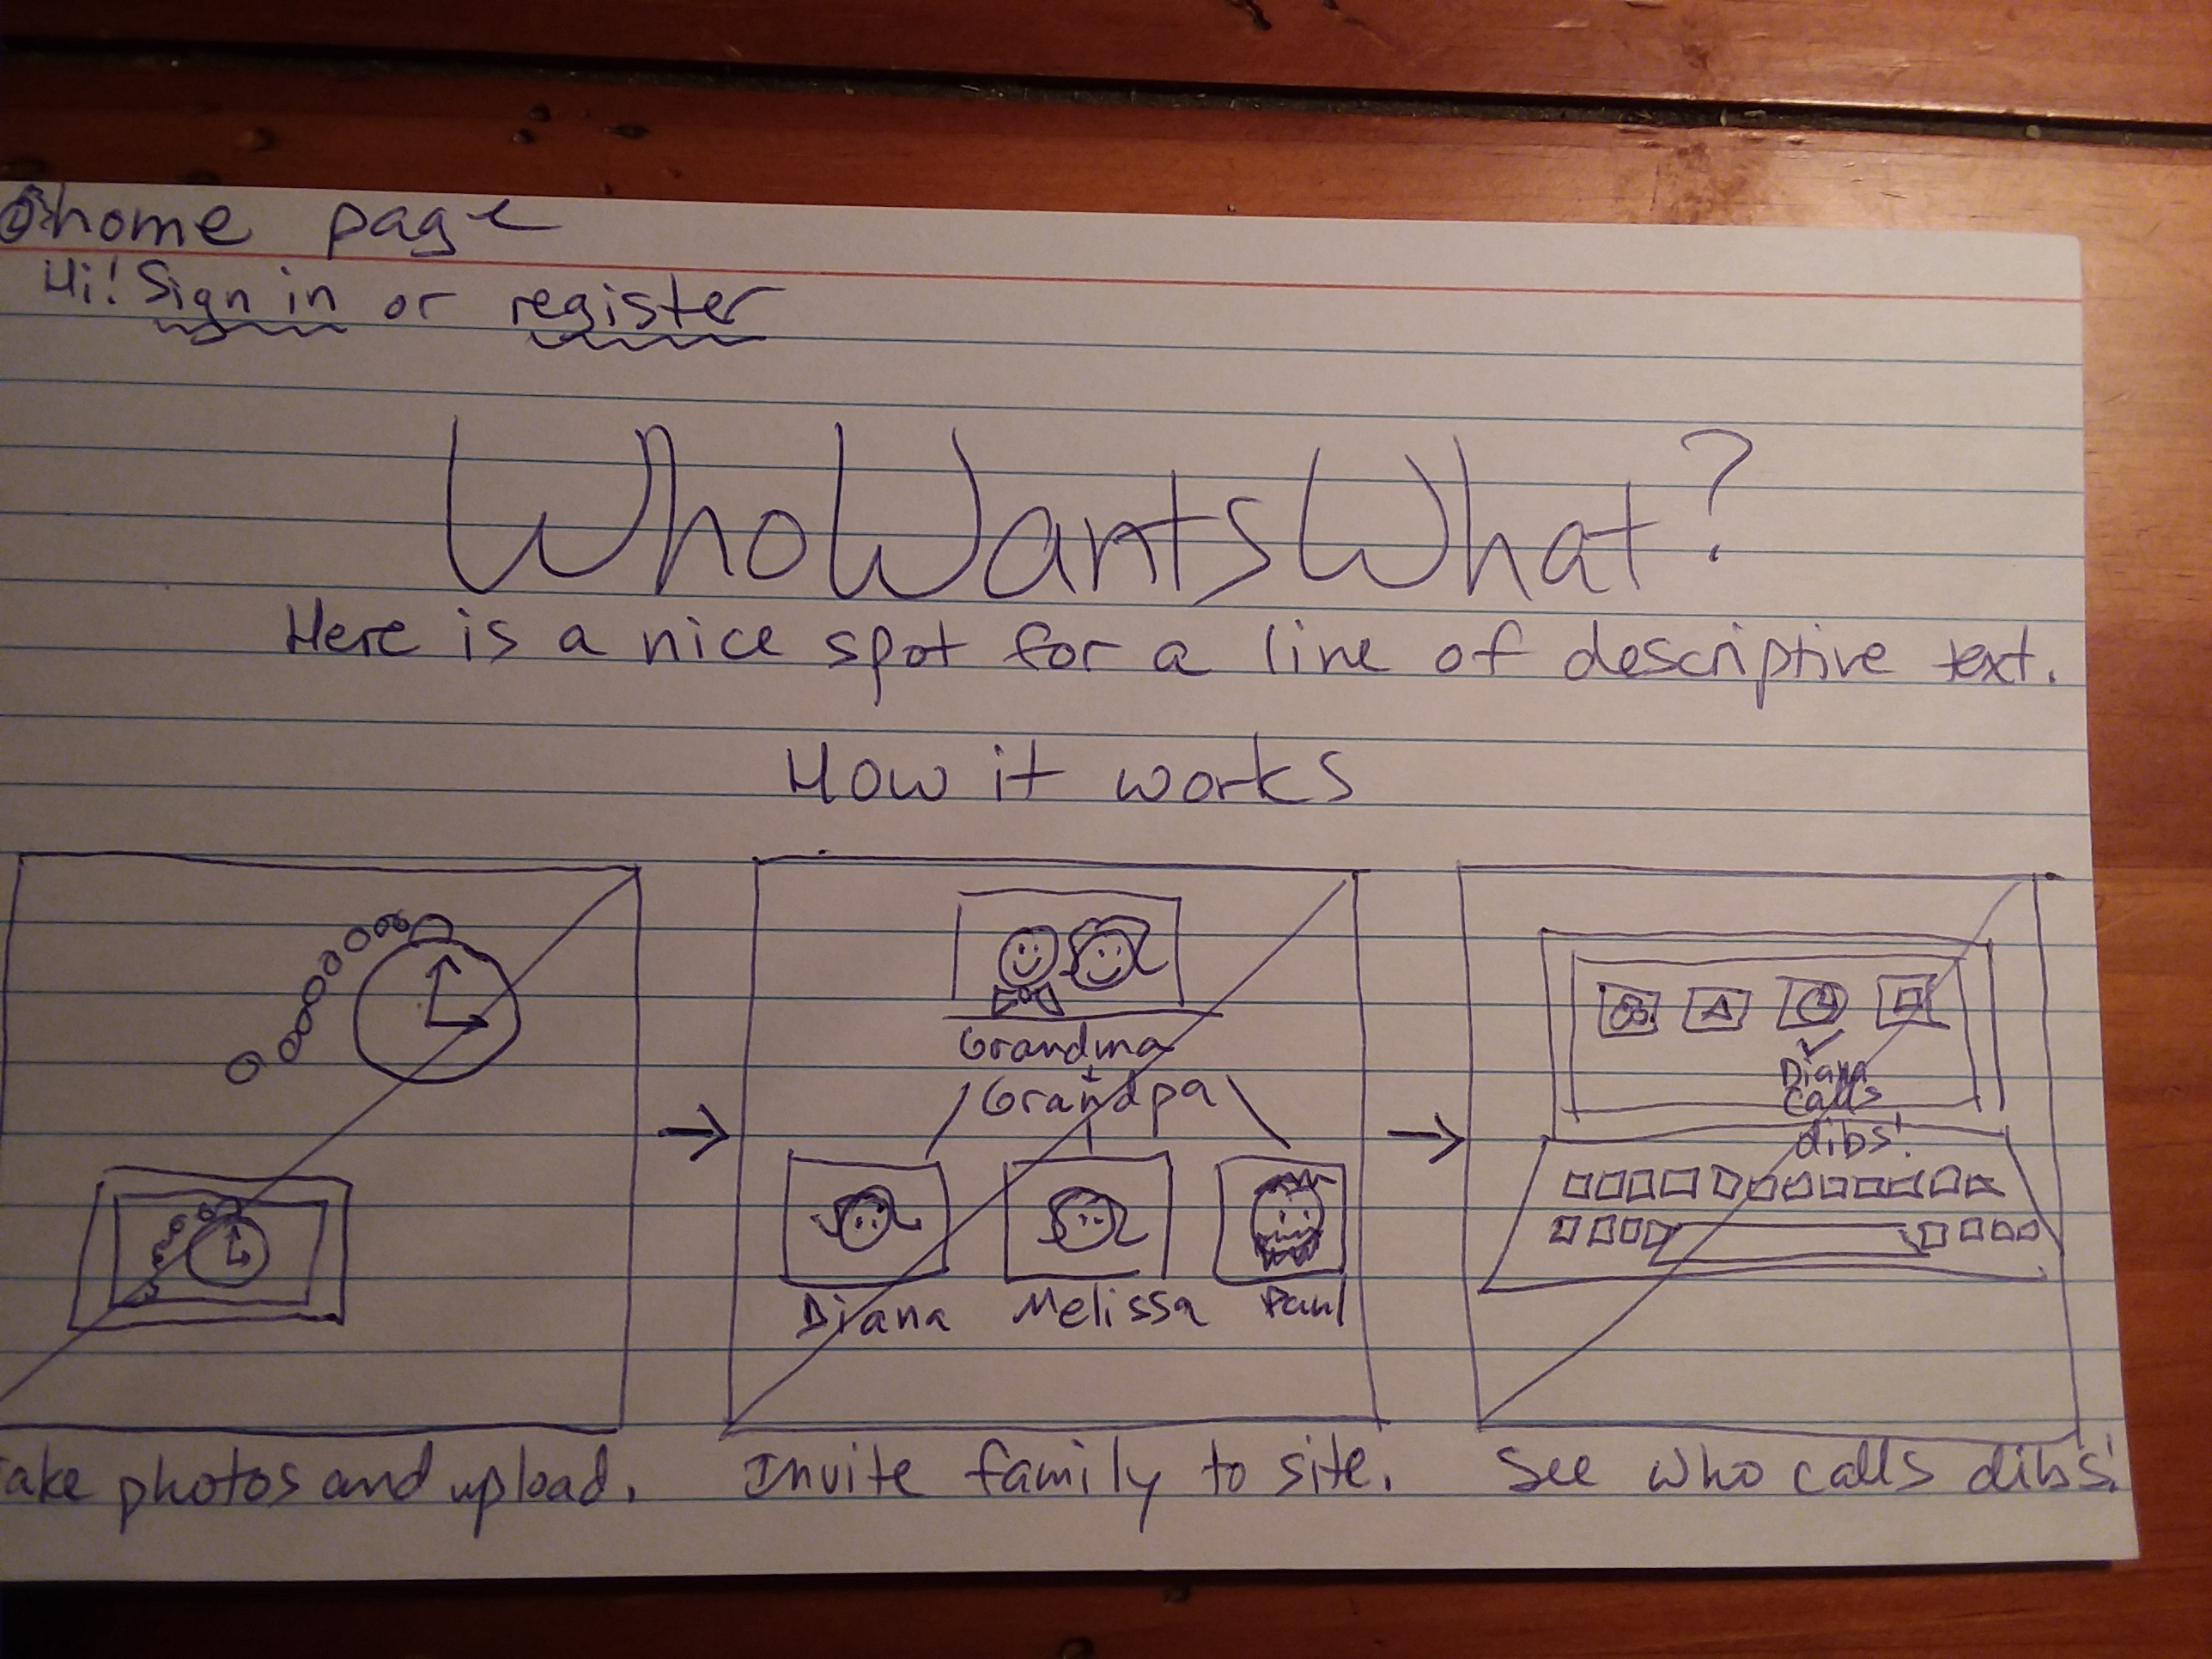 home page
Hi! Sign in or register
WhoWantsWhat?
Here is a nice spot for a line of descriptive text.
How it works
Grandma
+
Grandpa
Diana
Melissa
Paul
Diana
calls
dibs!
ake photos and upload.
Invite family to site.
See who calls dibs!